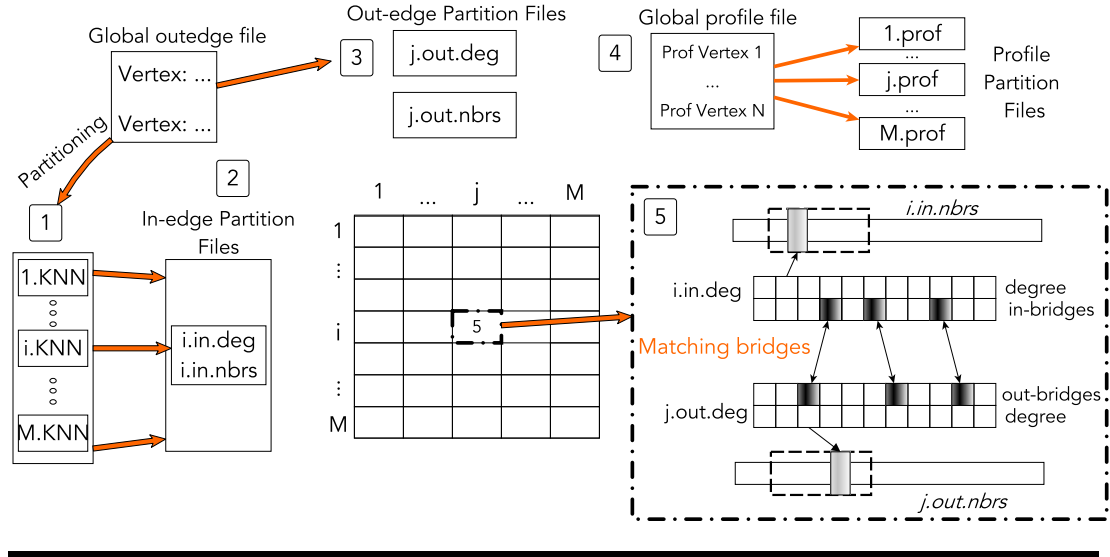 Global outedge file
Vertex: ...
Vertex: ...
Partitioning
Out-edge Partition Files
3
j.out.deg
j.out.nbrs
Global profile file
4
Prof Vertex 1
...
Prof Vertex N
1.prof
...
j.prof
...
M.prof
Profile
Partition
Files
1
1.KNN
i.KNN
M.KNN
2
In-edge Partition
Files
i.in.deg
i.in.nbrs
1 ... j ... M
1
...
i
...
M
5
5
i.in.nbrs
i.in.deg
degree
in-bridges
Matching bridges
out-bridges
degree
j.out.deg
j.out.nbrs